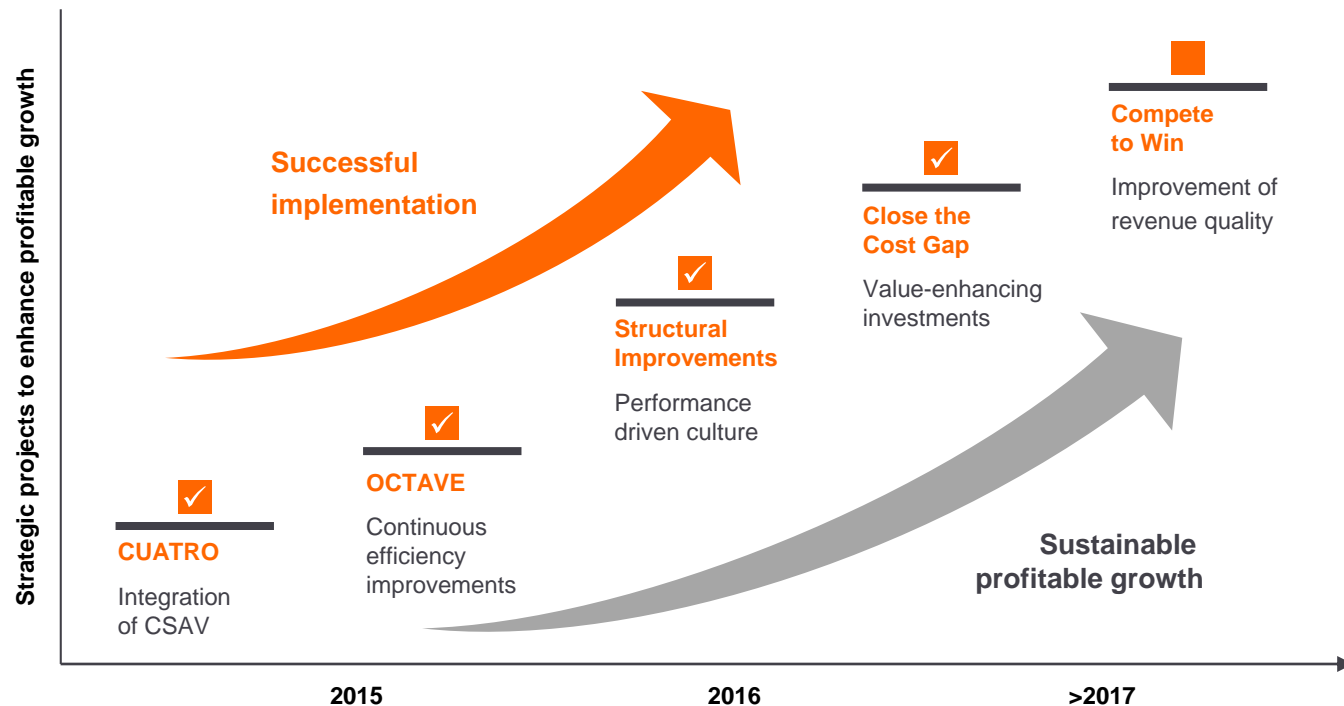 Strategic projects to enhance profitable growth
Successful
implementation
CUATRO
Integration
of CSAV
OCTAVE
Continuous
efficiency
improvements
Structural
Improvements
Performance
driven culture
Close the
Cost Gap
Value-enhancing
investments
Compete
to Win
Improvement of
revenue quality
Sustainable
profitable growth
2015
2016
>2017